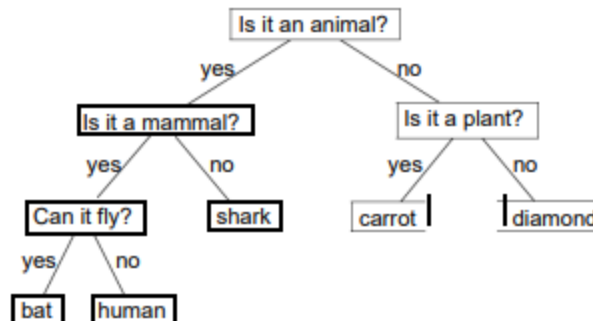 Is it an animal?
yes
no
Is it a mammal?
Is it a plant?
yes
no
yes
no
Can it fly?
shark
carrot
diamond
yes
no
bat
human